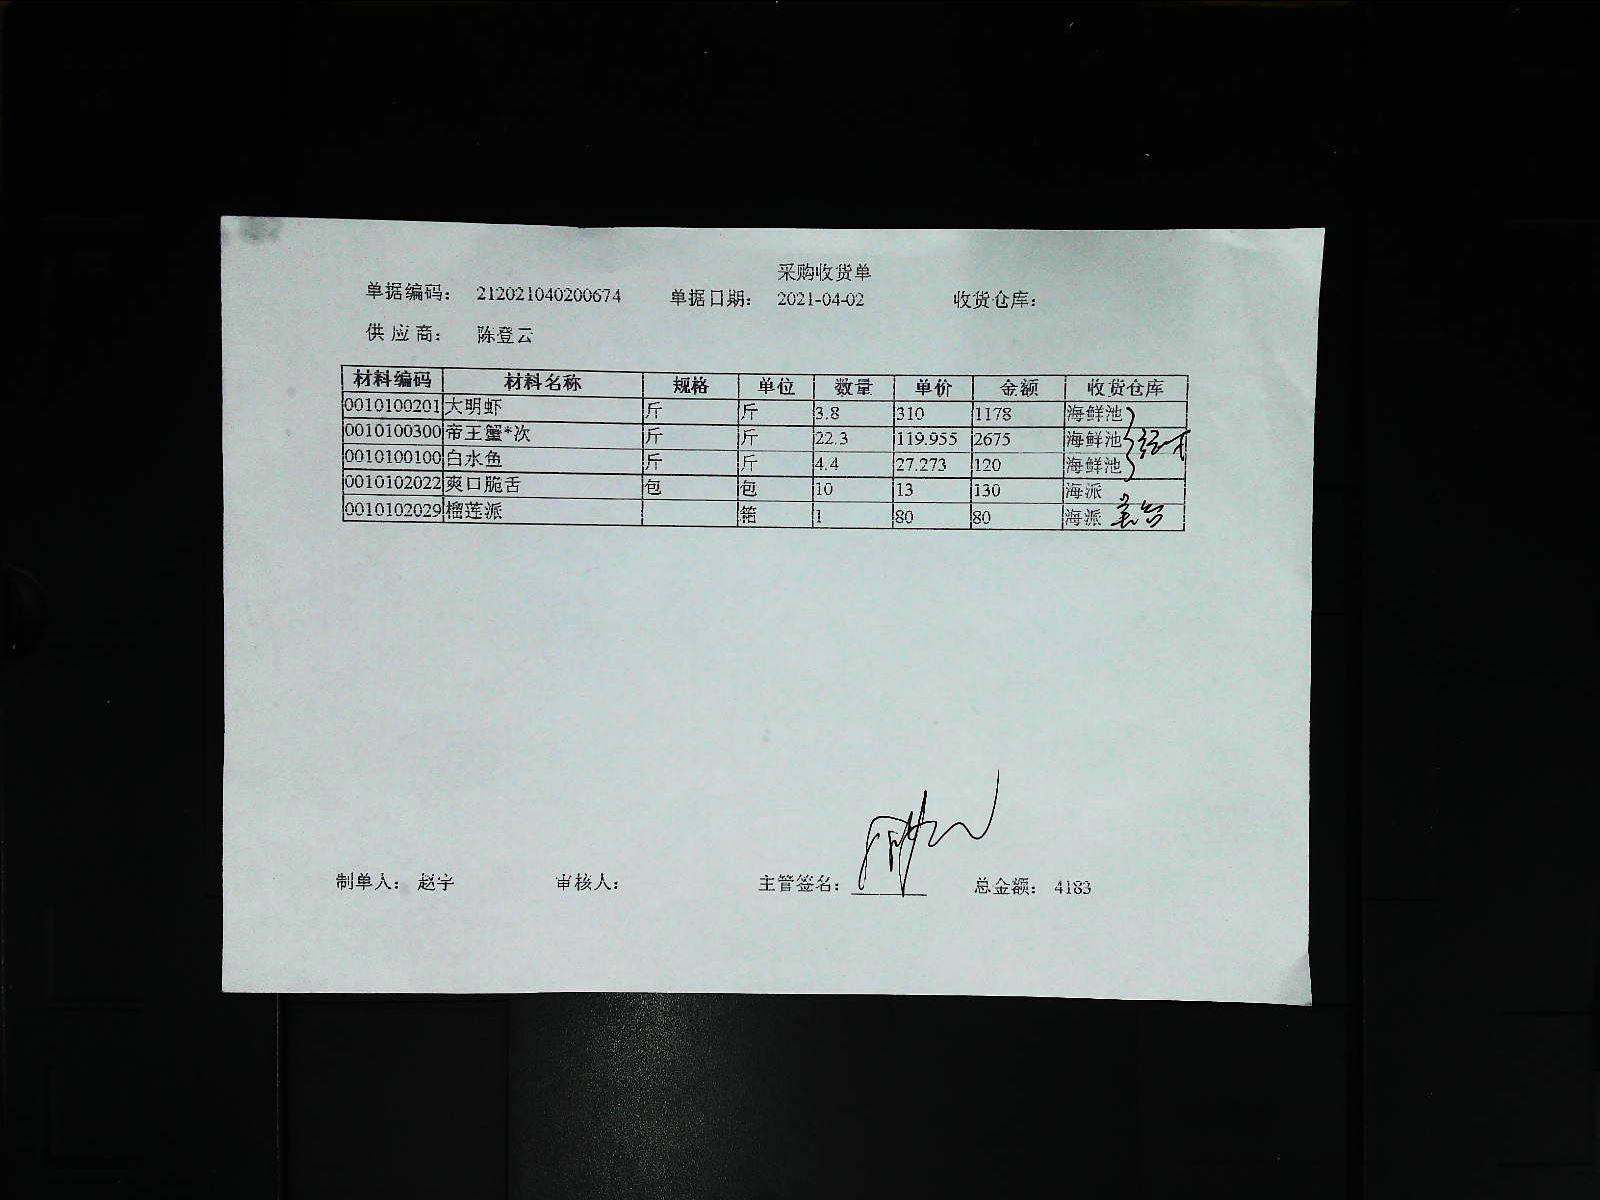 采购收货单
单据编码： 212021040200674 单据日期： 2021-04-02 收货仓库：
供 应 商： 陈登云
材料编码 材料名称 规格 单位 数量 单价 金额 收货仓库
0010100201 大明虾 斤 斤 3.8 310 1178 海鲜池
0010100300 帝王蟹*次 斤 斤 22.3 119.955 2675 海鲜池
0010100100 白水鱼 斤 斤 4.4 27.273 120 海鲜池
0010102022 爽口脆舌 包 包 10 13 130 海派
0010102029 榴莲派 箱 1 80 80 海派
制单人： 赵宇 审核人： 主管签名： 总金额： 4183